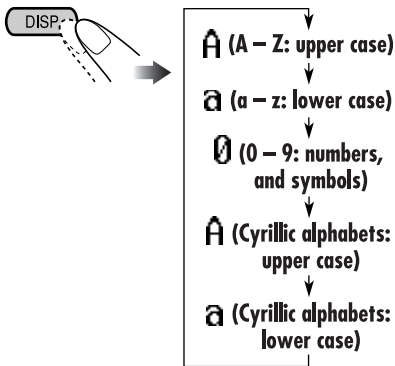 DISP
A (A – Z: upper case)
a (a – z: lower case)
0 (0 – 9: numbers,
and symbols)
A (Cyrillic alphabets:
upper case)
a (Cyrillic alphabets:
lower case)